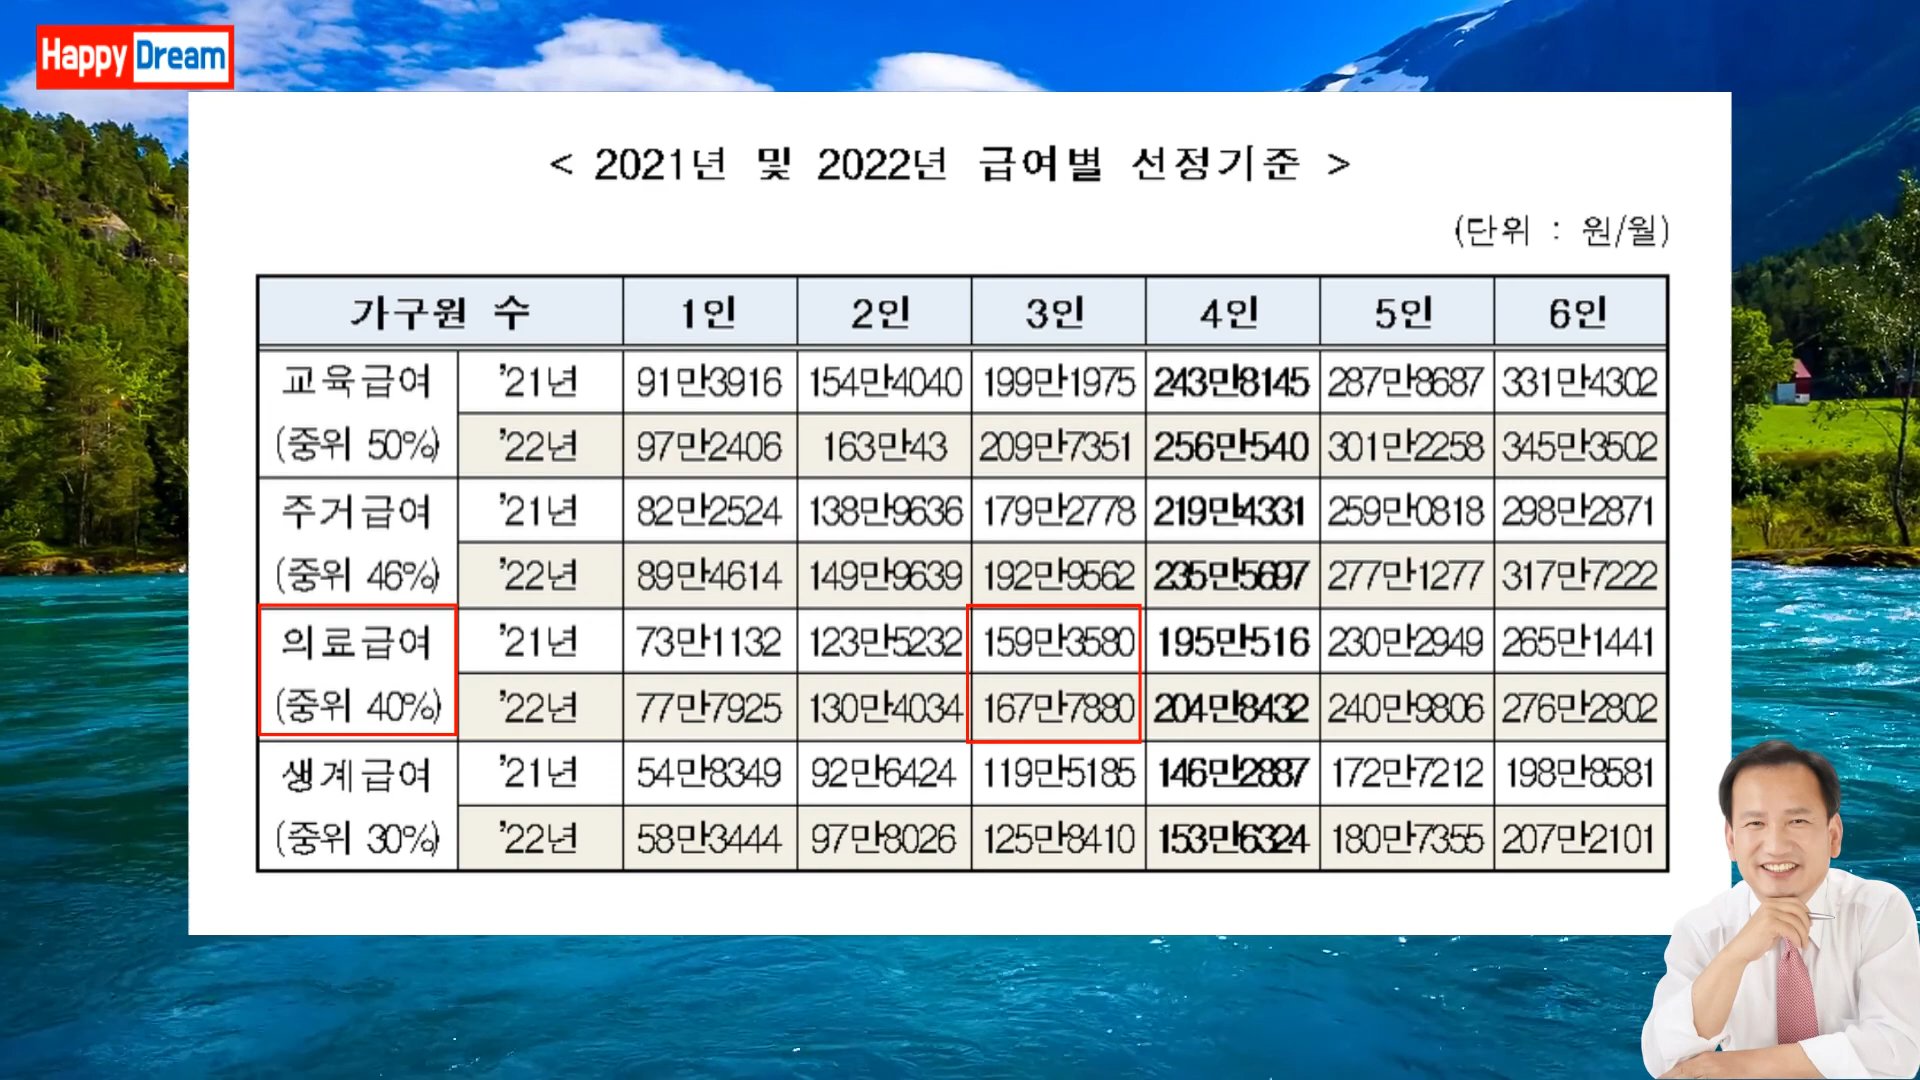 Happy Dream
< 2021년 및 2022년 급여별 선정기준 >
(단위 : 원/월)
가구원 수 1인 2인 3인 4인 5인 6인
교육급여 '21년 91만3916 154만4040 199만1975 243만8145 287만8687 331만4302
(중위 50%) '22년 97만2406 163만43 209만7351 256만540 301만2258 345만3502
주거급여 '21년 82만2524 138만9636 179만2778 219만4331 259만0818 298만2871
(중위 46%) '22년 89만4614 149만9639 192만9562 235만5697 277만1277 317만7222
의료급여 '21년 73만1132 123만5232 159만3580 195만516 230만2949 265만1441
(중위 40%) '22년 77만7925 130만4034 167만7880 204만8432 240만9806 276만2802
생계급여 '21년 54만8349 92만6424 119만5185 146만2887 172만7212 198만8581
(중위 30%) '22년 58만3444 97만8026 125만8410 153만6324 180만7355 207만2101